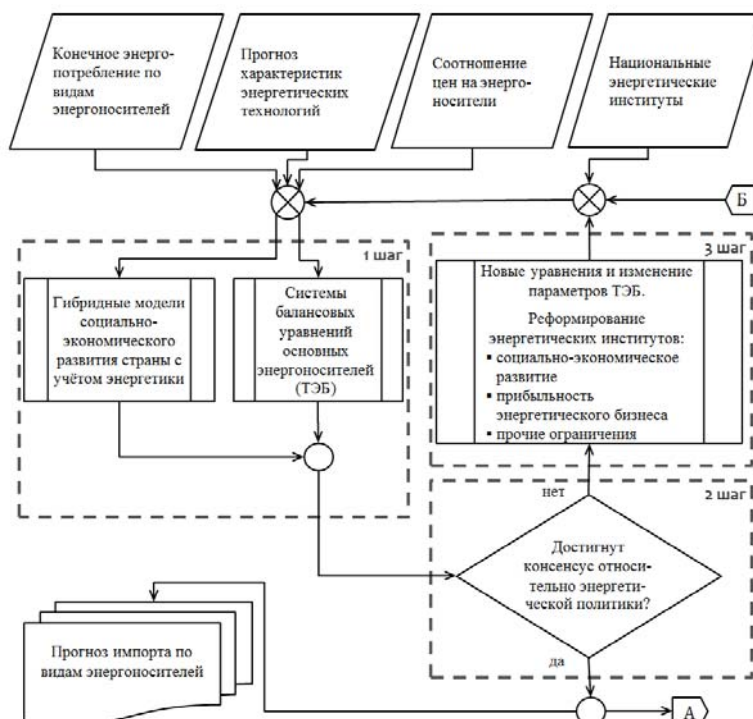 Конечное энерго-
потребление по
видам
энергоносителей
Прогноз
характеристик
энергетических
технологий
Соотношение
цен на энерго-
носители
Национальные
энергетические
институты
Б
1 шаг
Гибридные модели
социально-
экономического
развития страны с
учётом энергетики
Системы
балансовых
уравнений
основных
энергоносителей
(ТЭБ)
3 шаг
Новые уравнения и изменение
параметров ТЭБ.
Реформирование
энергетических институтов:
▪ социально-экономическое
развитие
▪ прибыльность
энергетического бизнеса
▪ прочие ограничения
нет
2 шаг
Достигнут
консенсус относи-
тельно энергети-
ческой политики?
да
Прогноз импорта по
видам энергоносителей
А